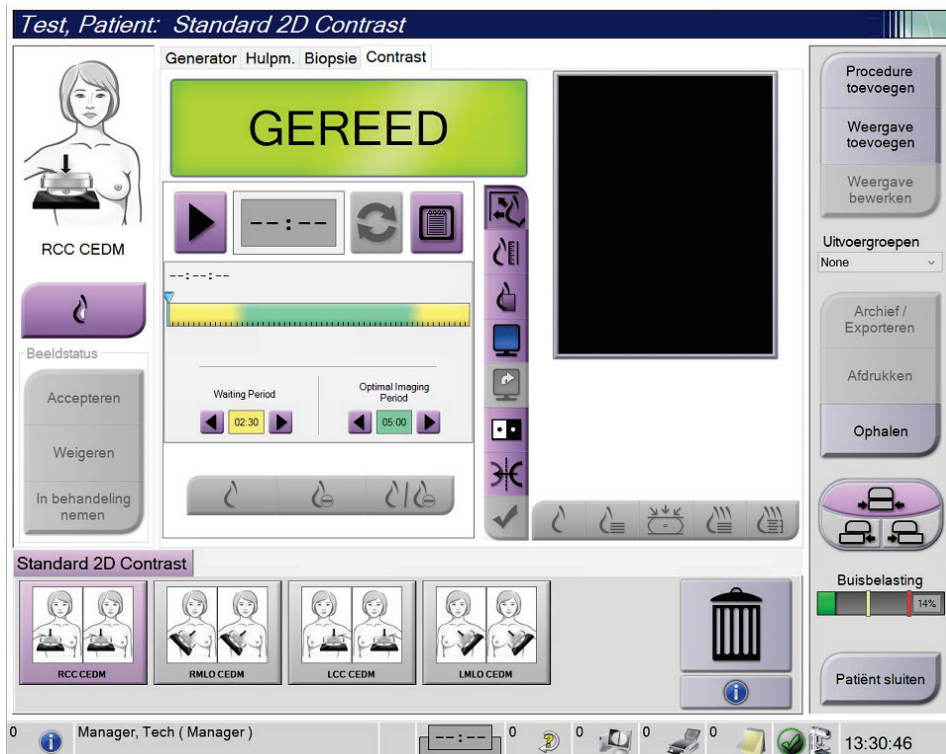 Test, Patient: Standard 2D Contrast
Generator Hulpm. Biopsie Contrast
GEREED
RCC CEDM
--:--
--:--:--
Waiting Period
Optimal Imaging
Period
02:30
05:00
Beeldstatus
Accepteren
Weigeren
In behandeling
nemen
Procedure
toevoegen
Weergave
toevoegen
Weergave
bewerken
Uitvoergroepen
None
Archief /
Exporteren
Afdrukken
Ophalen
Buisbelasting
14%
Patiënt sluiten
Standard 2D Contrast
RCC CEDM
RMLO CEDM
LCC CEDM
LMLO CEDM
0 Manager, Tech ( Manager ) --:-- 0 0 0 0 13:30:46